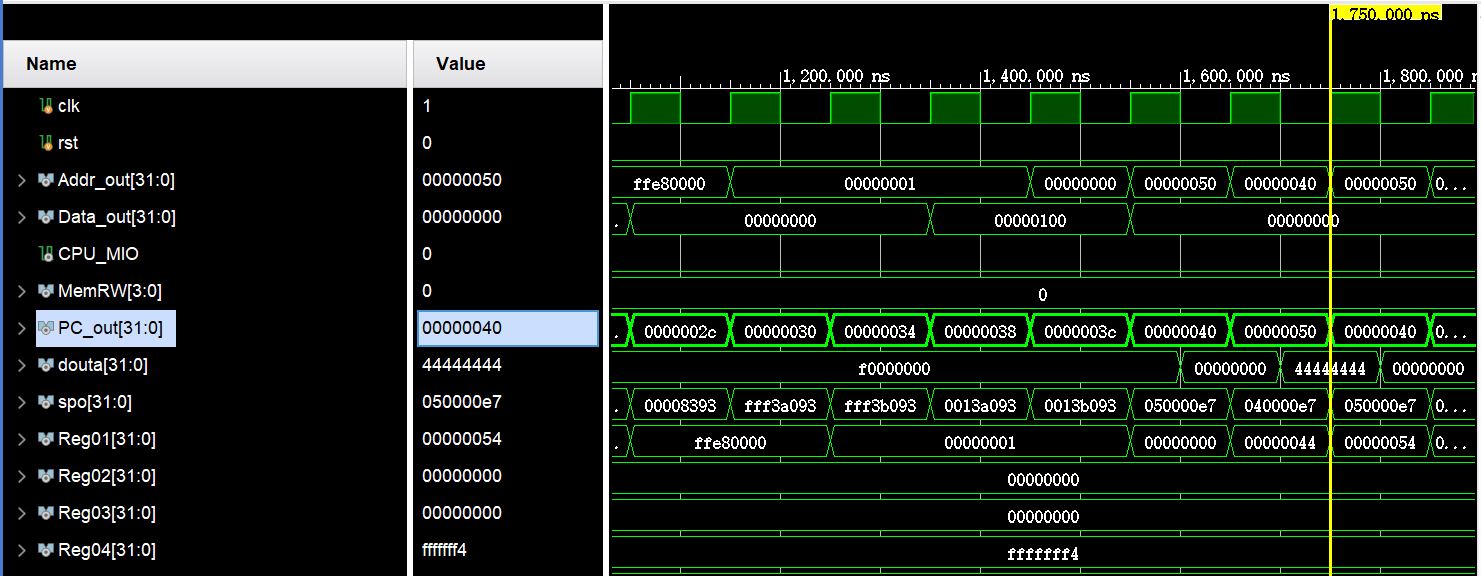 1,750.000 ns
Name Value
1,200.000 ns 1,400.000 ns 1,600.000 ns 1,800.000 n
clk 1
rst 0
Addr_out[31:0] 00000050 ffe80000 00000001 00000000 00000050 00000040 00000050 0...
Data_out[31:0] 00000000 . 00000000 00000100 00000000
CPU_MIO 0
MemRW[3:0] 0 0
PC_out[31:0] 00000040 . 0000002c 00000030 00000034 00000038 0000003c 00000040 00000050 00000040 0...
douta[31:0] 44444444 f0000000 00000000 44444444 00000000
spo[31:0] 050000e7 . 00008393 fff3a093 fff3b093 0013a093 0013b093 050000e7 040000e7 050000e7 0...
Reg01[31:0] 00000054 . ffe80000 00000001 00000000 00000044 00000054 0...
Reg02[31:0] 00000000 00000000
Reg03[31:0] 00000000 00000000
Reg04[31:0] fffffff4 fffffff4